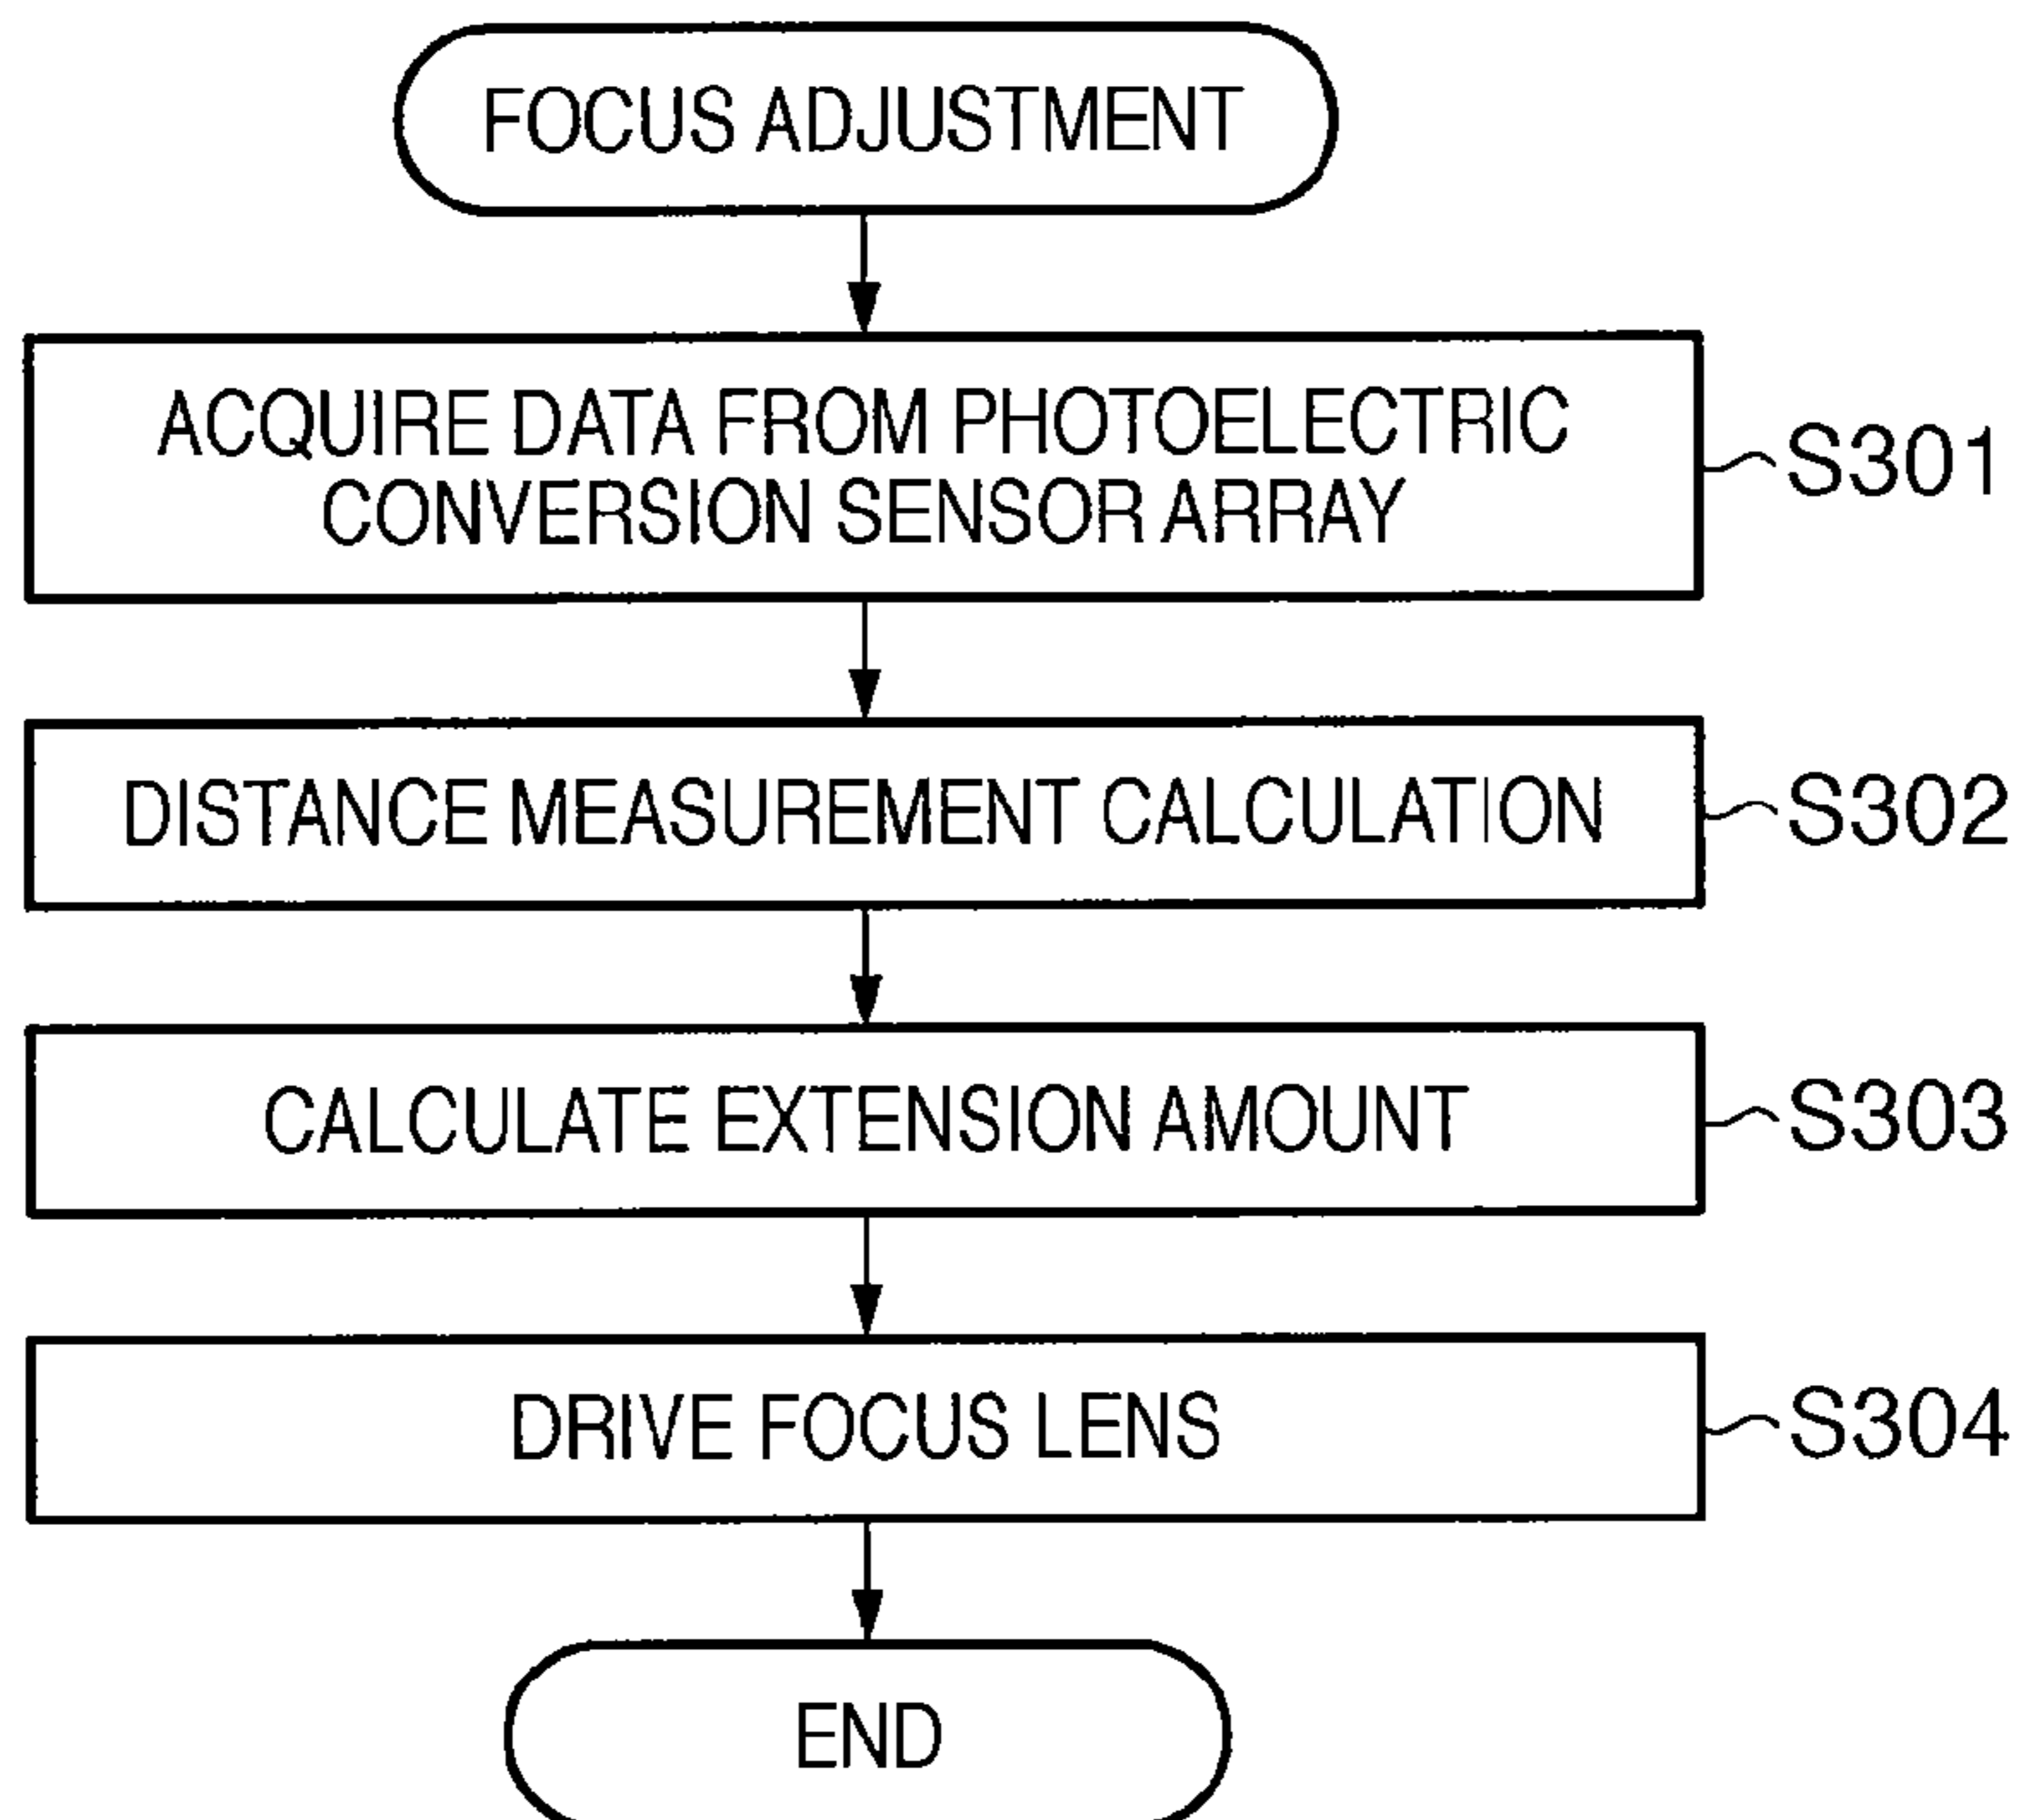 FOCUS ADJUSTMENT
ACQUIRE DATA FROM PHOTOELECTRIC
CONVERSION SENSOR ARRAY
S301
DISTANCE MEASUREMENT CALCULATION
S302
CALCULATE EXTENSION AMOUNT
S303
DRIVE FOCUS LENS
S304
END